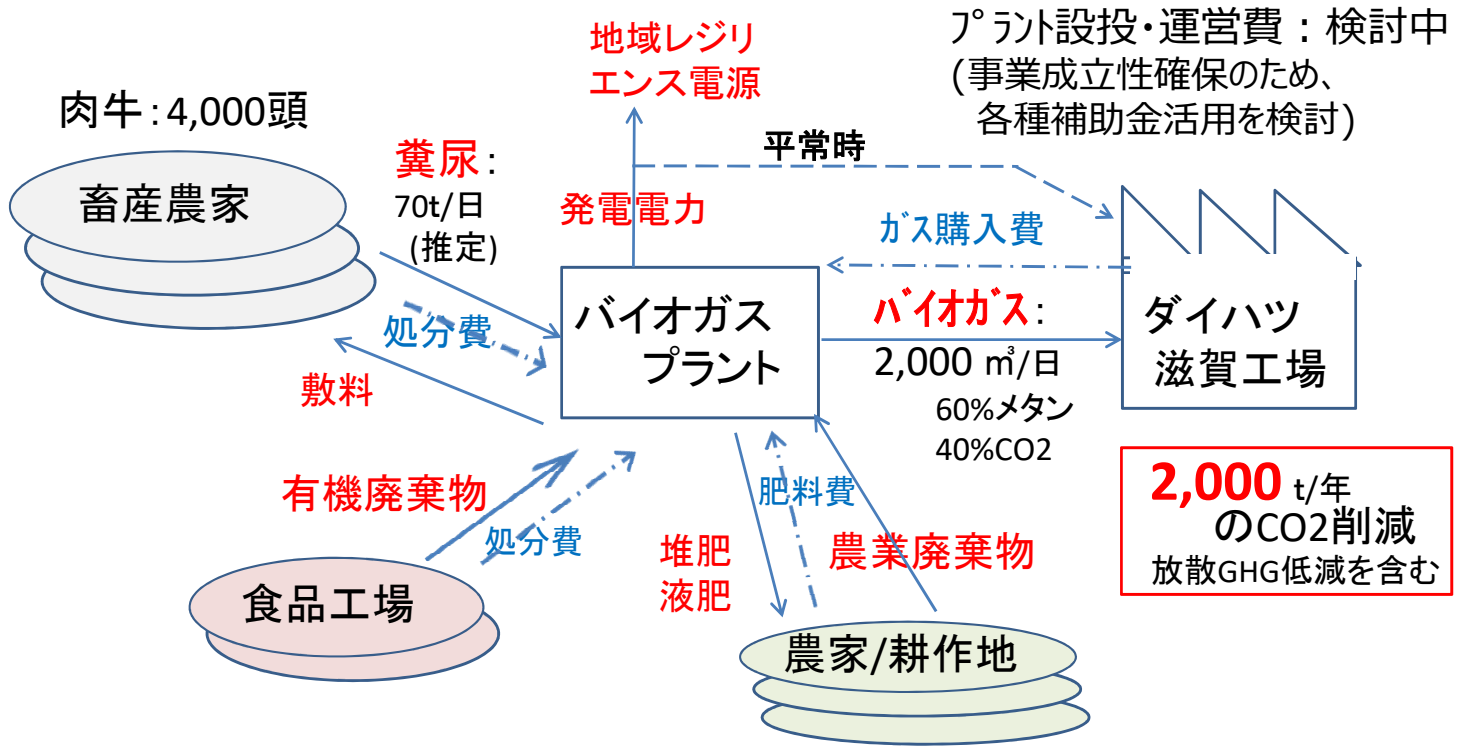 地域レジリ
エンス電源
プラント設投・運営費：検討中
(事業成立性確保のため、
各種補助金活用を検討)
肉牛：4,000頭
平常時
糞尿：
70t/日
(推定)
畜産農家
発電電力
ガス購入費
処分費
バイオガス
プラント
バイオガス：
2,000 ㎥/日
60%メタン
40%CO2
ダイハツ
滋賀工場
敷料
有機廃棄物
処分費
肥料費
堆肥
液肥
農業廃棄物
2,000 t/年
のCO2削減
放散GHG低減を含む
食品工場
農家/耕作地